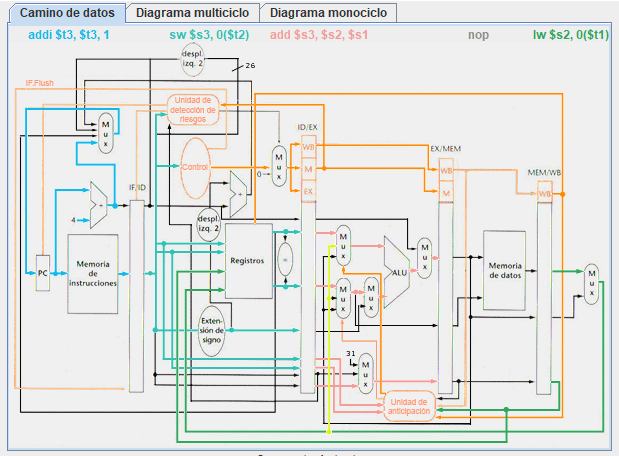 Camino de datos
Diagrama multiciclo
Diagrama monociclo
addi $t3, $t3, 1
sw $s3, 0($t2)
add $s3, $s2, $s1
nop
lw $s2, 0($t1)
despl.
izq. 2
26
IF.Flush
Unidad de
detección de
riesgos
M
u
x
ID/EX
Control
0
M
u
x
WB
M
EX
EX/MEM
WB
M
MEM/WB
WB
IF/ID
+
4
+
despl.
izq. 2
PC
Memoria
de
instrucciones
Registros
=
M
u
x
M
u
x
M
u
x
ALU
M
u
x
Memoria
de datos
M
u
x
Exten-
sión de
signo
31
M
u
x
Unidad de
anticipación